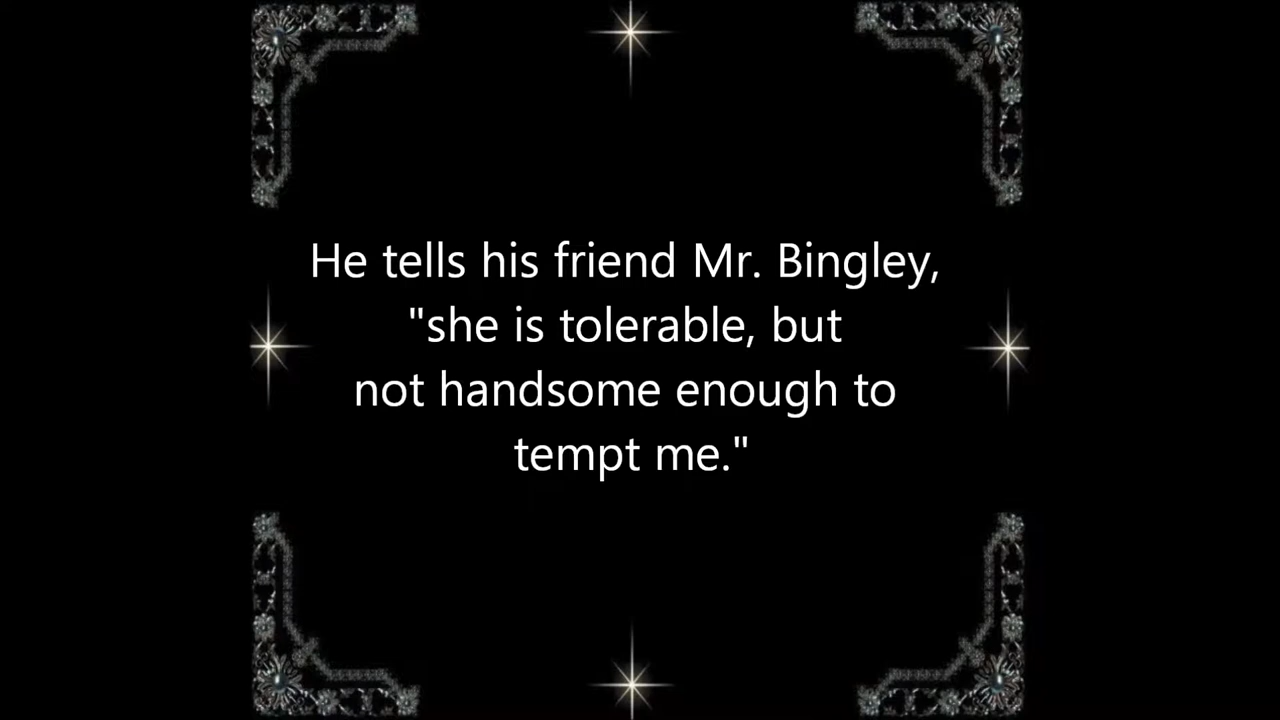 He tells his friend Mr. Bingley,
"she is tolerable, but
not handsome enough to
tempt me."